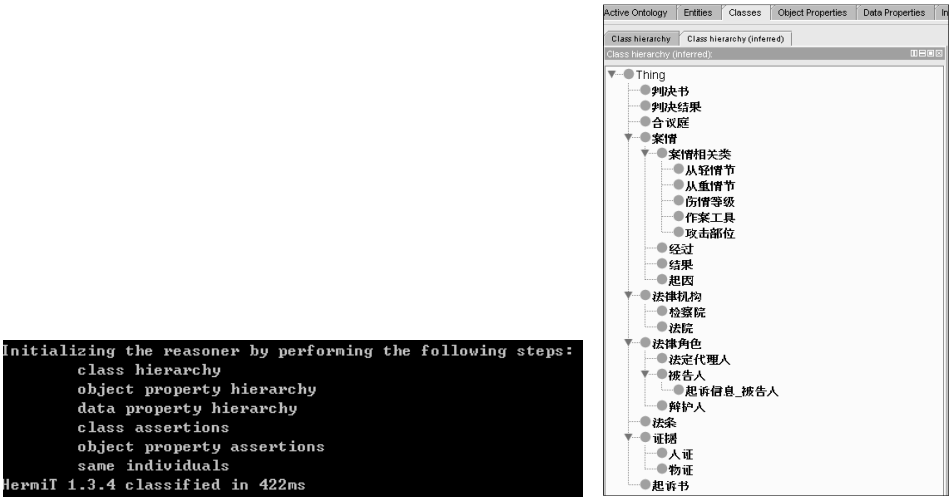 Initializing the reasoner by performing the following steps:
class hierarchy
object property hierarchy
data property hierarchy
class assertions
object property assertions
same individuals
HermiT 1.3.4 classified in 422ms
Active Ontology Entities Classes Object Properties Data Properties In
Class hierarchy Class hierarchy (inferred)
Class hierarchy (inferred):
Thing
判决书
判决结果
合议庭
案情
案情相关类
从轻情节
从重情节
伤情等级
作案工具
攻击部位
经过
结果
起因
法律机构
检察院
法院
法律角色
法定代理人
被告人
起诉信息_被告人
辩护人
法条
证据
人证
物证
起诉书